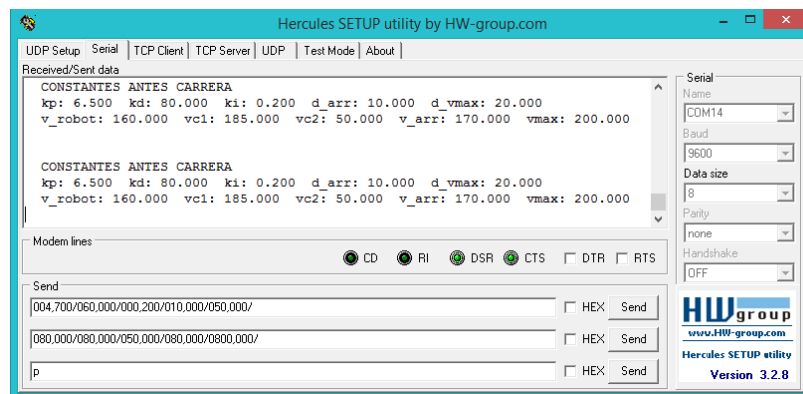 Hercules SETUP utility by HW-group.com
UDP Setup Serial TCP Client TCP Server UDP Test Mode About
Received/Sent data
CONSTANTES ANTES CARRERA
kp: 6.500 kd: 80.000 ki: 0.200 d_arr: 10.000 d_vmax: 20.000
v_robot: 160.000 vc1: 185.000 vc2: 50.000 v_arr: 170.000 vmax: 200.000
CONSTANTES ANTES CARRERA
kp: 6.500 kd: 80.000 ki: 0.200 d_arr: 10.000 d_vmax: 20.000
v_robot: 160.000 vc1: 185.000 vc2: 50.000 v_arr: 170.000 vmax: 200.000
Modem lines
CD RI DSR CTS DTR RTS
Send
004,700/060,000/000,200/010,000/050,000/ HEX Send
080,000/080,000/050,000/080,000/0800,000/ HEX Send
p HEX Send
Serial
Name
COM14
Baud
9600
Data size
8
Parity
none
Handshake
OFF
HW group
www.HW-group.com
Hercules SETUP utility
Version 3.2.8